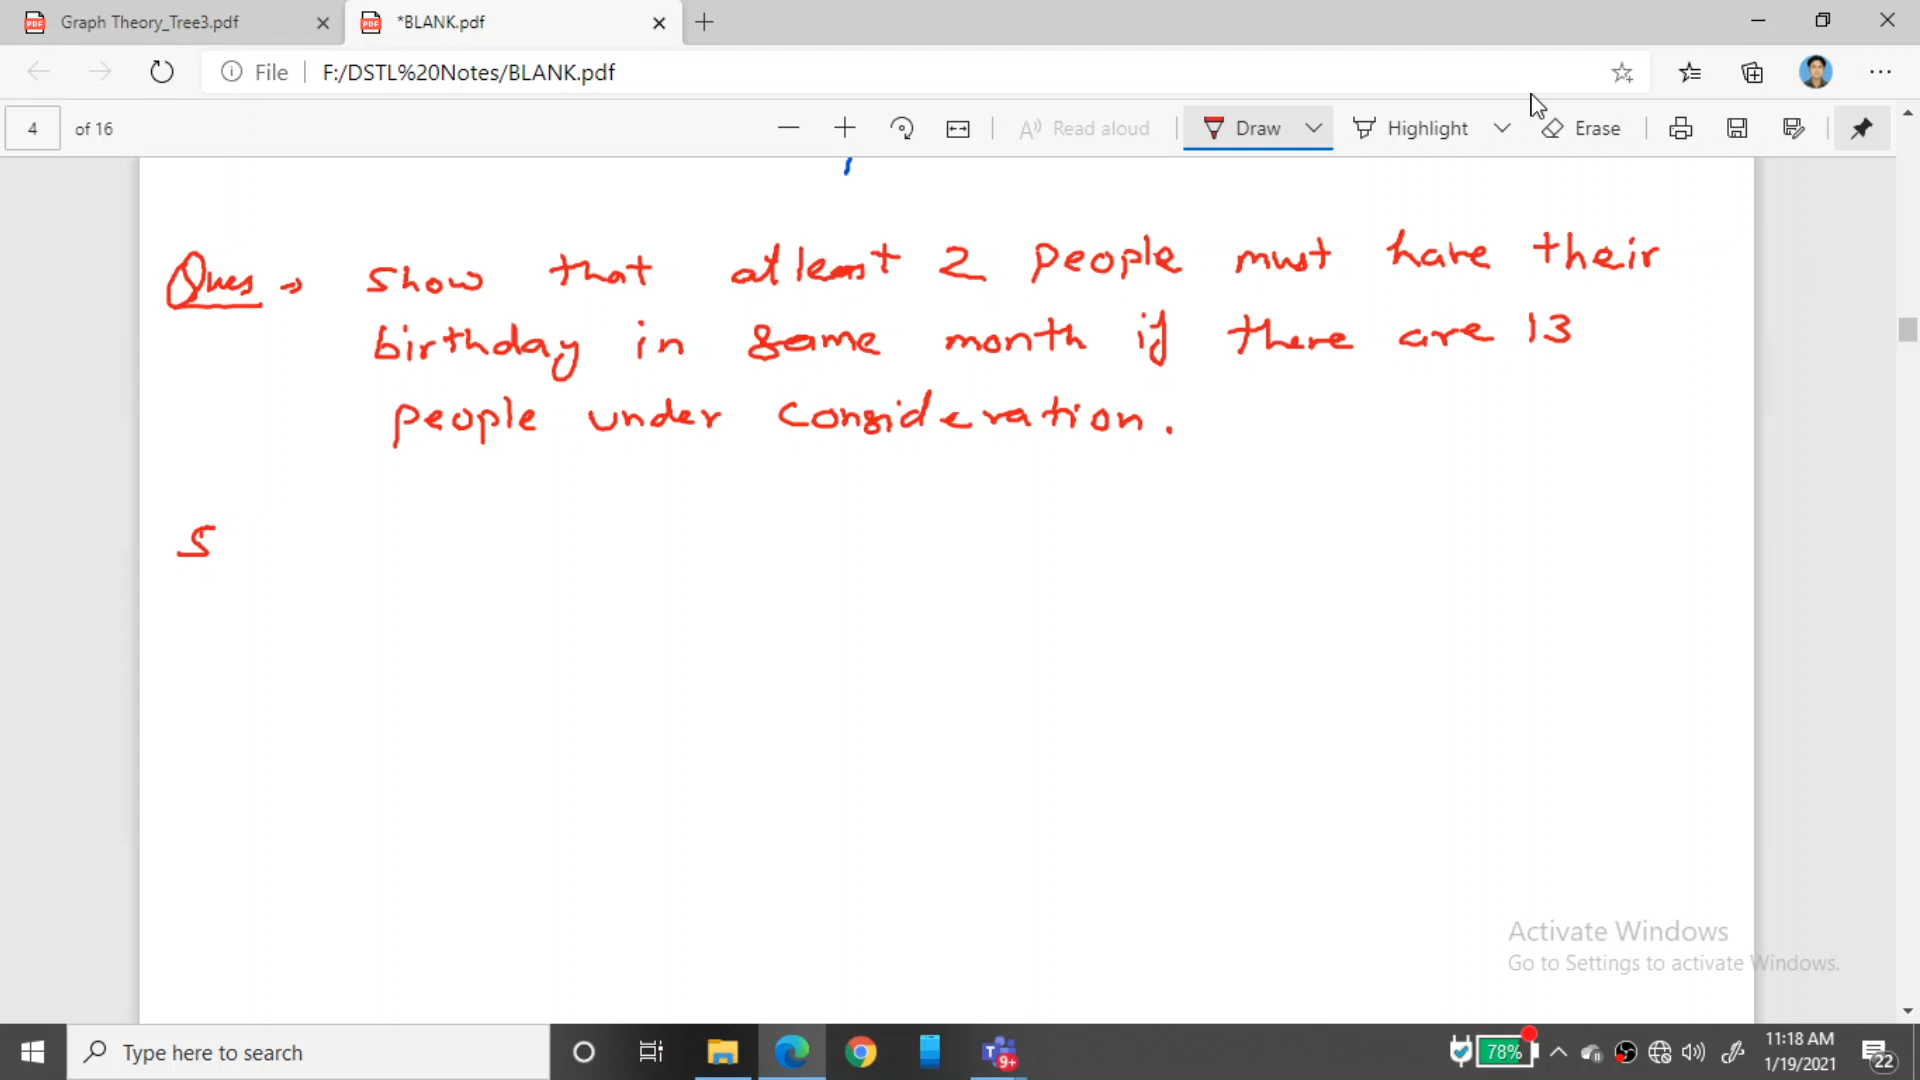 Graph Theory_Tree3.pdf
*BLANK.pdf
File
F:/DSTL%20Notes/BLANK.pdf
4 of 16
Read aloud
Draw
Highlight
Erase
Ques → Show that atleast 2 People must have their
birthday in same month if there are 13
people under consideration.
S
Activate Windows
Go to Settings to activate Windows.
Type here to search
9+
78%
11:18 AM
1/19/2021
22